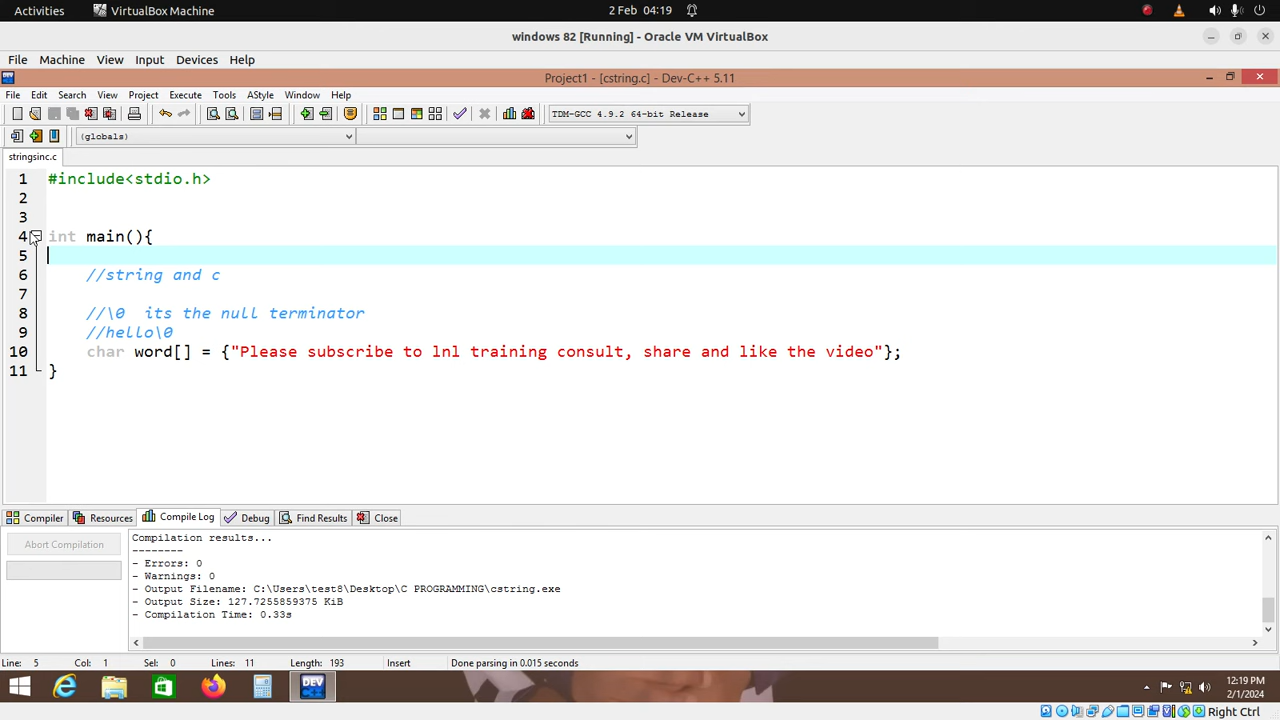 Activities VirtualBox Machine 2 Feb 04:19
windows 82 [Running] - Oracle VM VirtualBox
File Machine View Input Devices Help
Project1 - [cstring.c] - Dev-C++ 5.11
File Edit Search View Project Execute Tools AStyle Window Help
TDM-GCC 4.9.2 64-bit Release
(globals)
stringsinc.c
1 #include<stdio.h>
2
3
4 int main(){
5
6 //string and c
7
8 //\0 its the null terminator
9 //hello\0
10 char word[] = {"Please subscribe to lnl training consult, share and like the video"};
11 }
Compiler Resources Compile Log Debug Find Results Close
Abort Compilation
Compilation results...
--------
- Errors: 0
- Warnings: 0
- Output Filename: C:\Users\test8\Desktop\C PROGRAMMING\cstring.exe
- Output Size: 127.7255859375 KiB
- Compilation Time: 0.33s
Line: 5 Col: 1 Sel: 0 Lines: 11 Length: 193 Insert Done parsing in 0.015 seconds
DEV
12:19 PM
2/1/2024
Right Ctrl